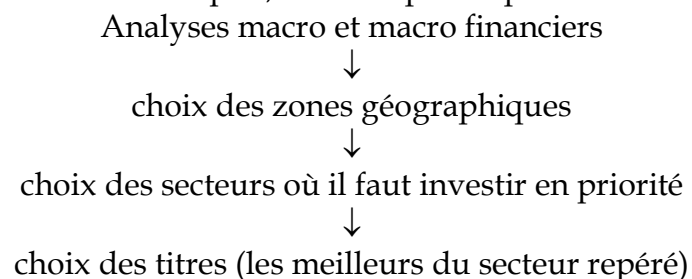 Analyses macro et macro financiers
↓
choix des zones géographiques
↓
choix des secteurs où il faut investir en priorité
↓
choix des titres (les meilleurs du secteur repéré)